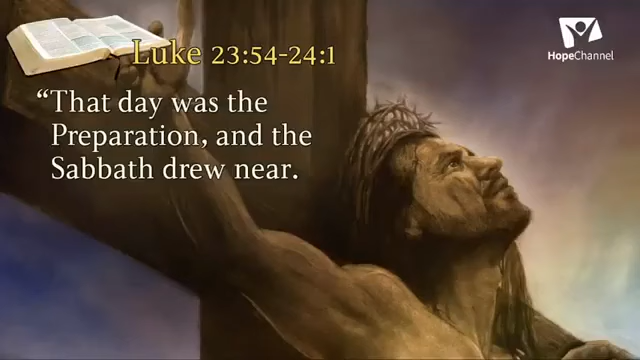 HopeChannel
Luke 23:54-24:1
“That day was the
Preparation, and the
Sabbath drew near.